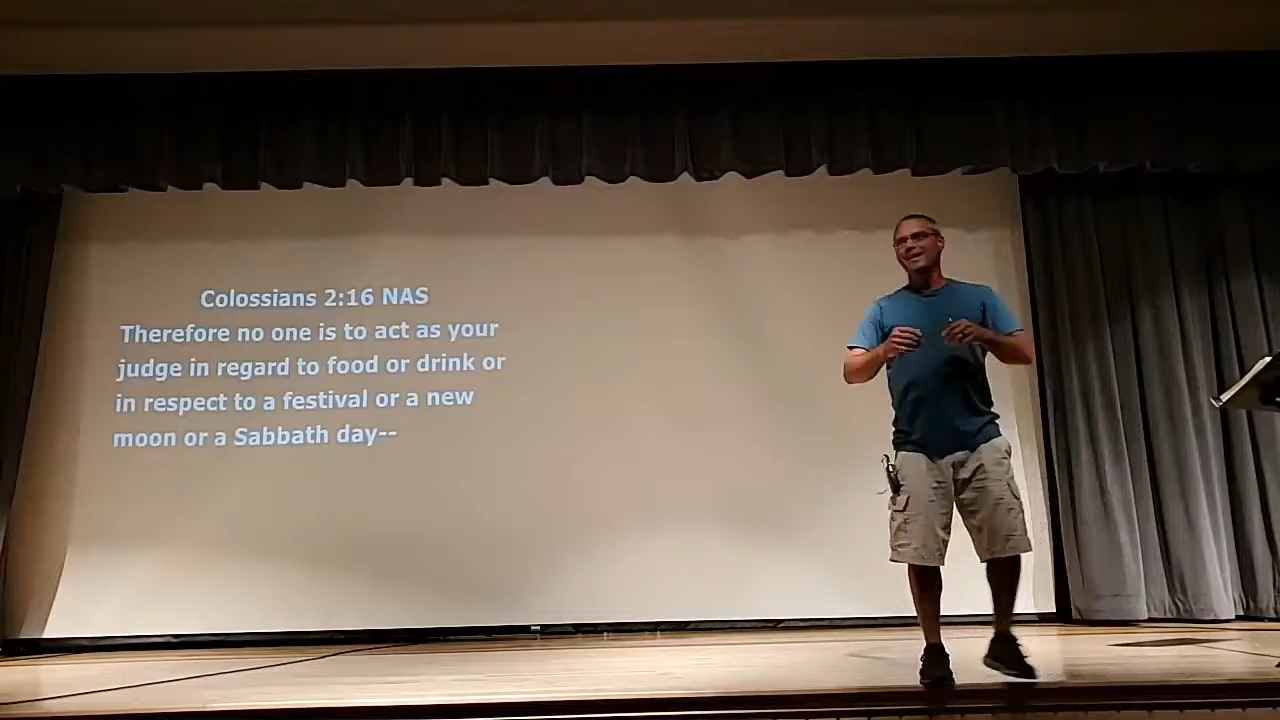 Colossians 2:16 NAS
Therefore no one is to act as your
judge in regard to food or drink or
in respect to a festival or a new
moon or a Sabbath day--